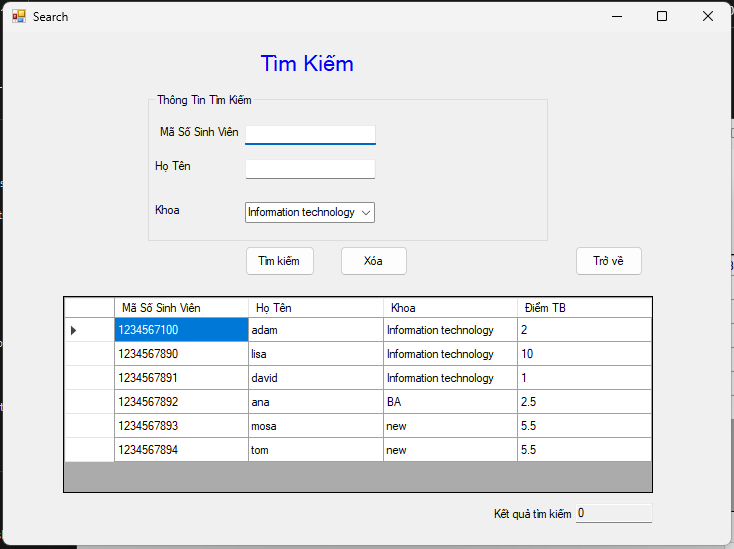 Search
Tìm Kiếm
Thông Tin Tìm Kiếm
Mã Số Sinh Viên
Họ Tên
Khoa Information technology
Tìm kiếm Xóa Trở về
Mã Số Sinh Viên Họ Tên Khoa Điểm TB
1234567100 adam Information technology 2
1234567890 lisa Information technology 10
1234567891 david Information technology 1
1234567892 ana BA 2.5
1234567893 mosa new 5.5
1234567894 tom new 5.5
Kết quả tìm kiếm 0